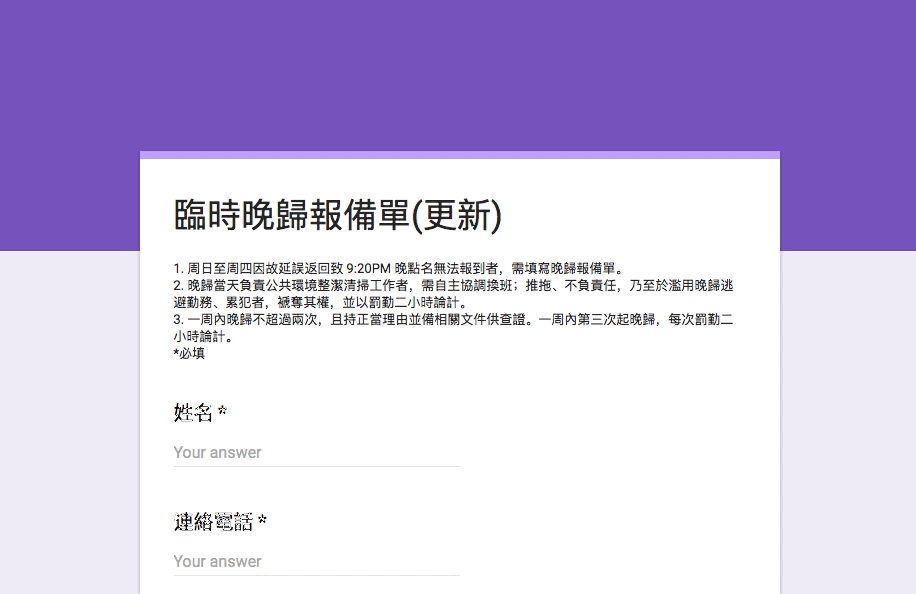 臨時晚歸報備單(更新)
1. 周日至周四因故延誤返回致 9:20PM 晚點名無法報到者，需填寫晚歸報備單。
2. 晚歸當天負責公共環境整潔清掃工作者，需自主協調換班；推拖、不負責任，乃至於濫用晚歸逃
避勤務、累犯者，褫奪其權，並以罰勤二小時論計。
3. 一周內晚歸不超過兩次，且持正當理由並備相關文件供查證。一周內第三次起晚歸，每次罰勤二
小時論計。
*必填
姓名 *
Your answer
連絡電話 *
Your answer